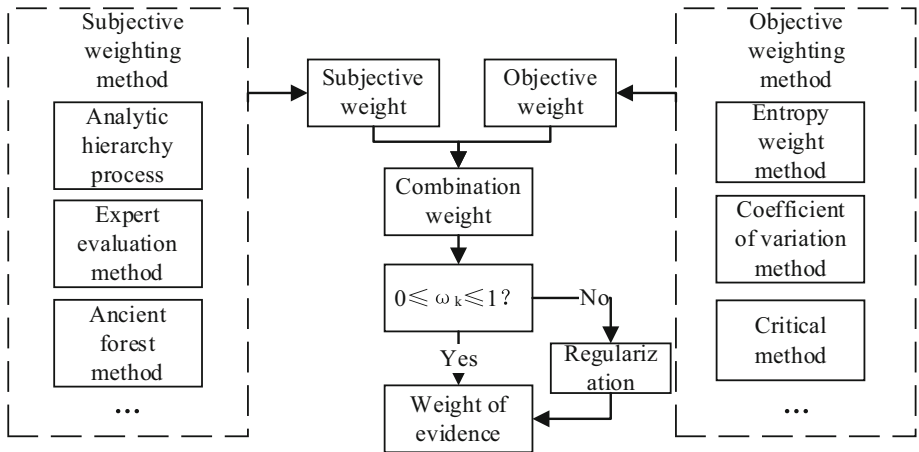 Subjective
weighting
method
Analytic
hierarchy
process
Expert
evaluation
method
Ancient
forest
method
...
Subjective
weight
Objective
weight
Combination
weight
0≤ωk≤1?
No
Yes
Regulariz
ation
Weight of
evidence
Objective
weighting
method
Entropy
weight
method
Coefficient
of variation
method
Critical
method
...